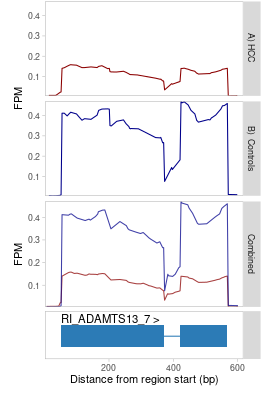 0.4
0.3
0.2
0.1
FPM
A) HCC
0.4
0.3
0.2
0.1
FPM
B) Controls
0.4
0.3
0.2
0.1
FPM
Combined
RI_ADAMTS13_7 >
200
400
600
Distance from region start (bp)